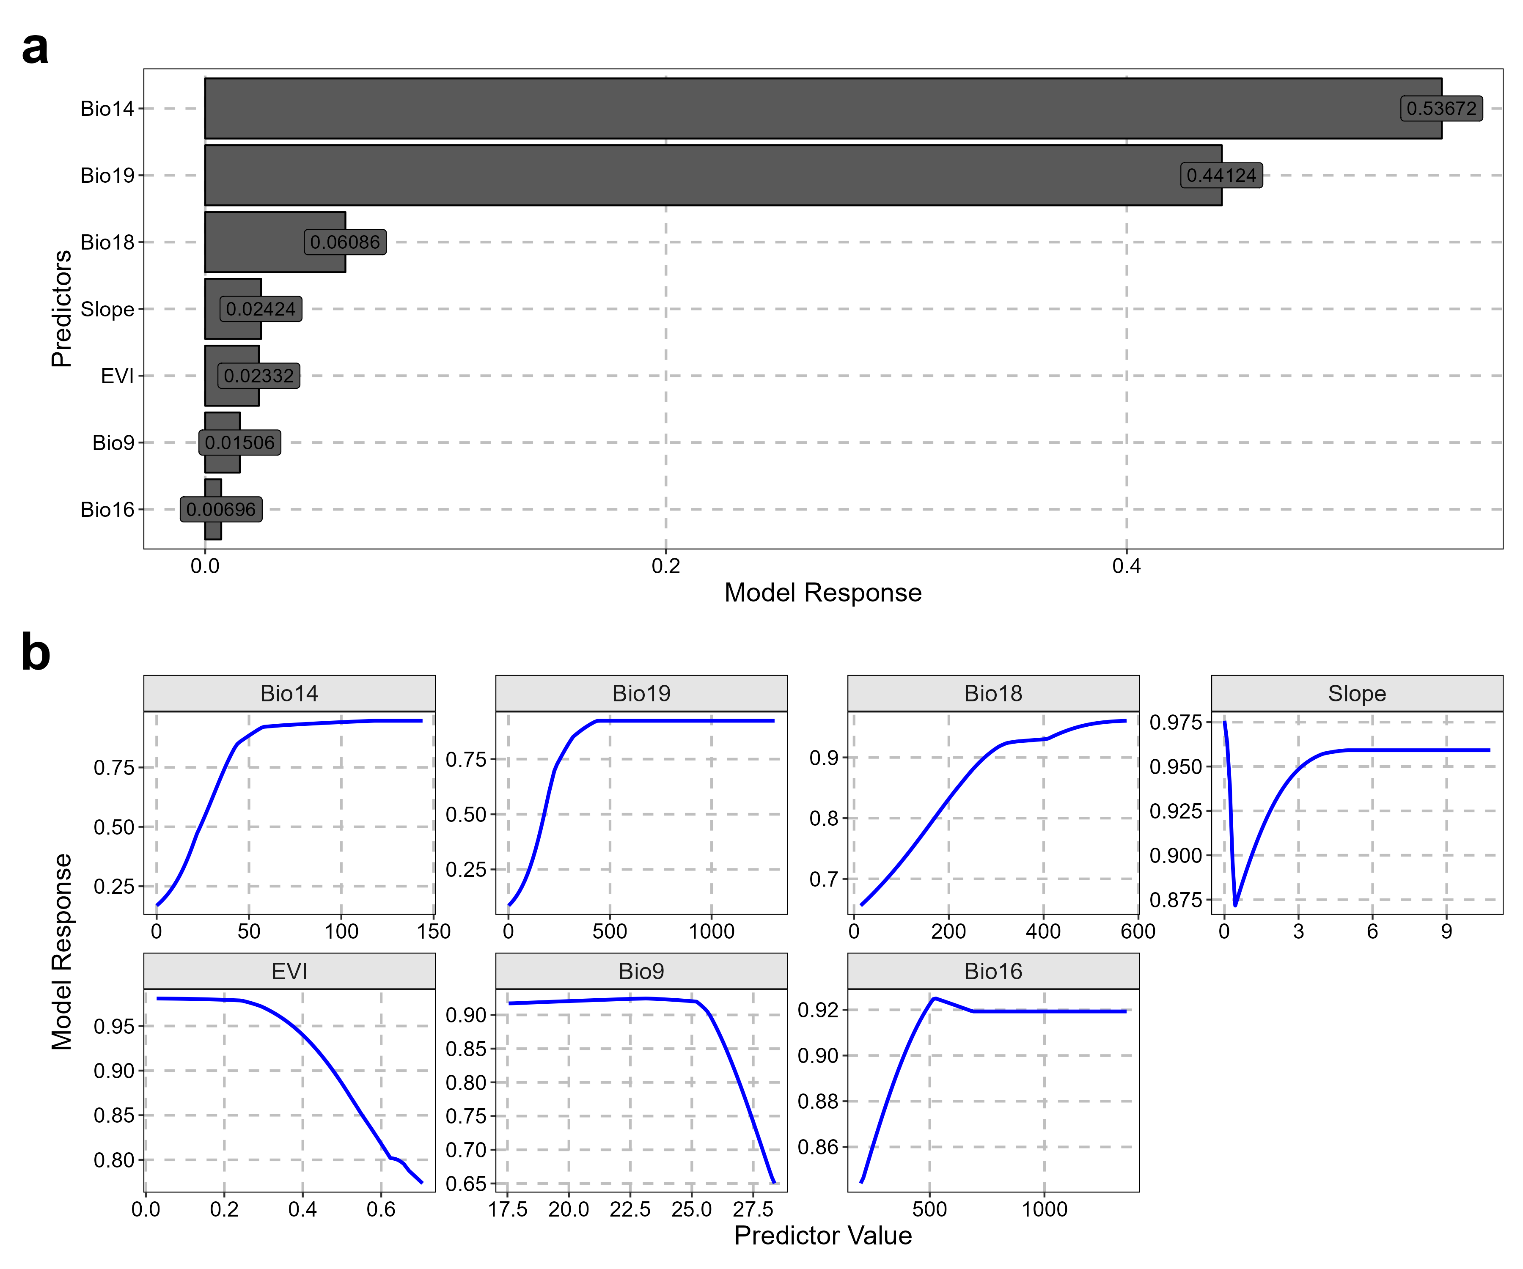 a
Predictors
Bio14
0.53672
Bio19
0.44124
Bio18
0.06086
Slope
0.02424
EVI
0.02332
Bio9
0.01506
Bio16
0.00696
0.0 0.2 0.4
Model Response
b
Model Response
Bio14
0.75
0.50
0.25
0 50 100 150
Bio19
0.75
0.50
0.25
0 500 1000
Bio18
0.9
0.8
0.7
0 200 400 600
Slope
0.975
0.950
0.925
0.900
0.875
0 3 6 9
EVI
0.95
0.90
0.85
0.80
0.0 0.2 0.4 0.6
Bio9
0.90
0.85
0.80
0.75
0.70
0.65
17.5 20.0 22.5 25.0 27.5
Bio16
0.92
0.90
0.88
0.86
500 1000
Predictor Value